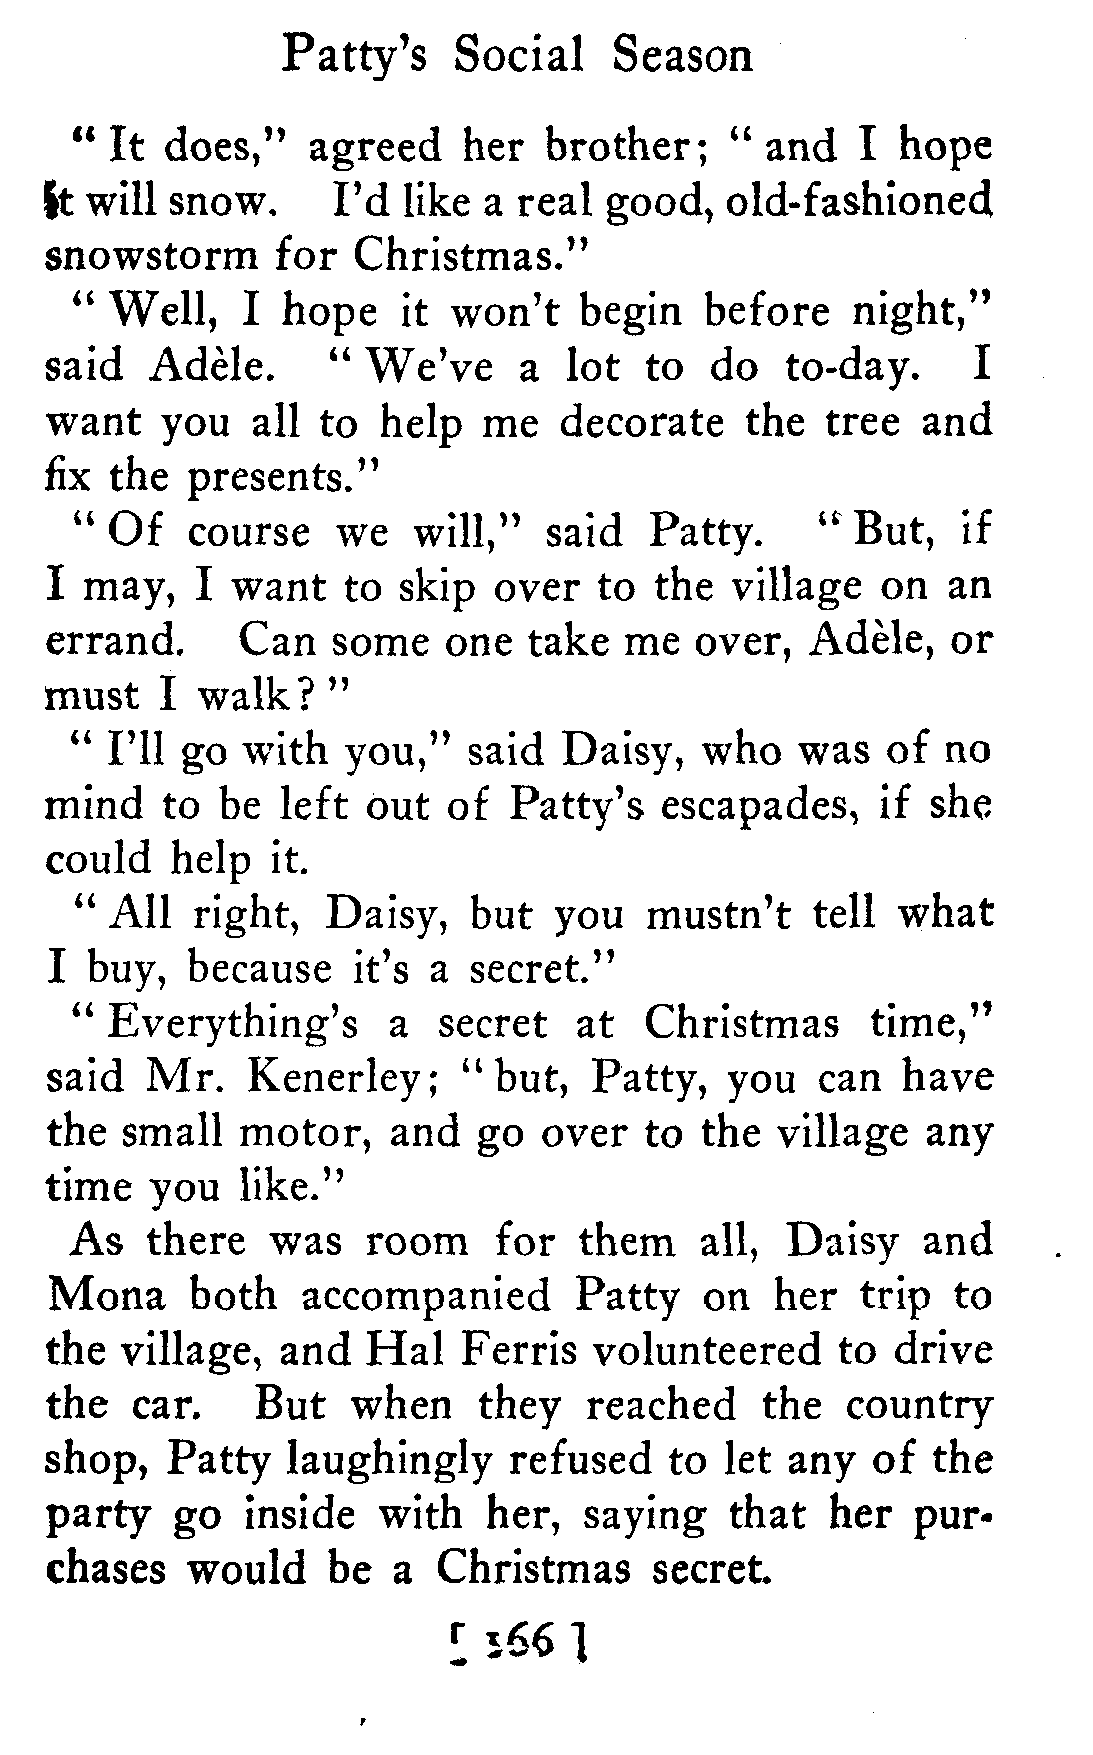 Patty's Social Season
" It does," agreed her brother; " and I hope
it will snow. I'd like a real good, old-fashioned
snowstorm for Christmas."
" Well, I hope it won't begin before night,"
said Adèle. " We've a lot to do to-day. I
want you all to help me decorate the tree and
fix the presents."
" Of course we will," said Patty. " But, if
I may, I want to skip over to the village on an
errand. Can some one take me over, Adèle, or
must I walk? "
" I'll go with you," said Daisy, who was of no
mind to be left out of Patty's escapades, if she
could help it.
" All right, Daisy, but you mustn't tell what
I buy, because it's a secret."
" Everything's a secret at Christmas time,"
said Mr. Kenerley; " but, Patty, you can have
the small motor, and go over to the village any
time you like."
As there was room for them all, Daisy and
Mona both accompanied Patty on her trip to
the village, and Hal Ferris volunteered to drive
the car. But when they reached the country
shop, Patty laughingly refused to let any of the
party go inside with her, saying that her pur-
chases would be a Christmas secret.
[ 166 ]